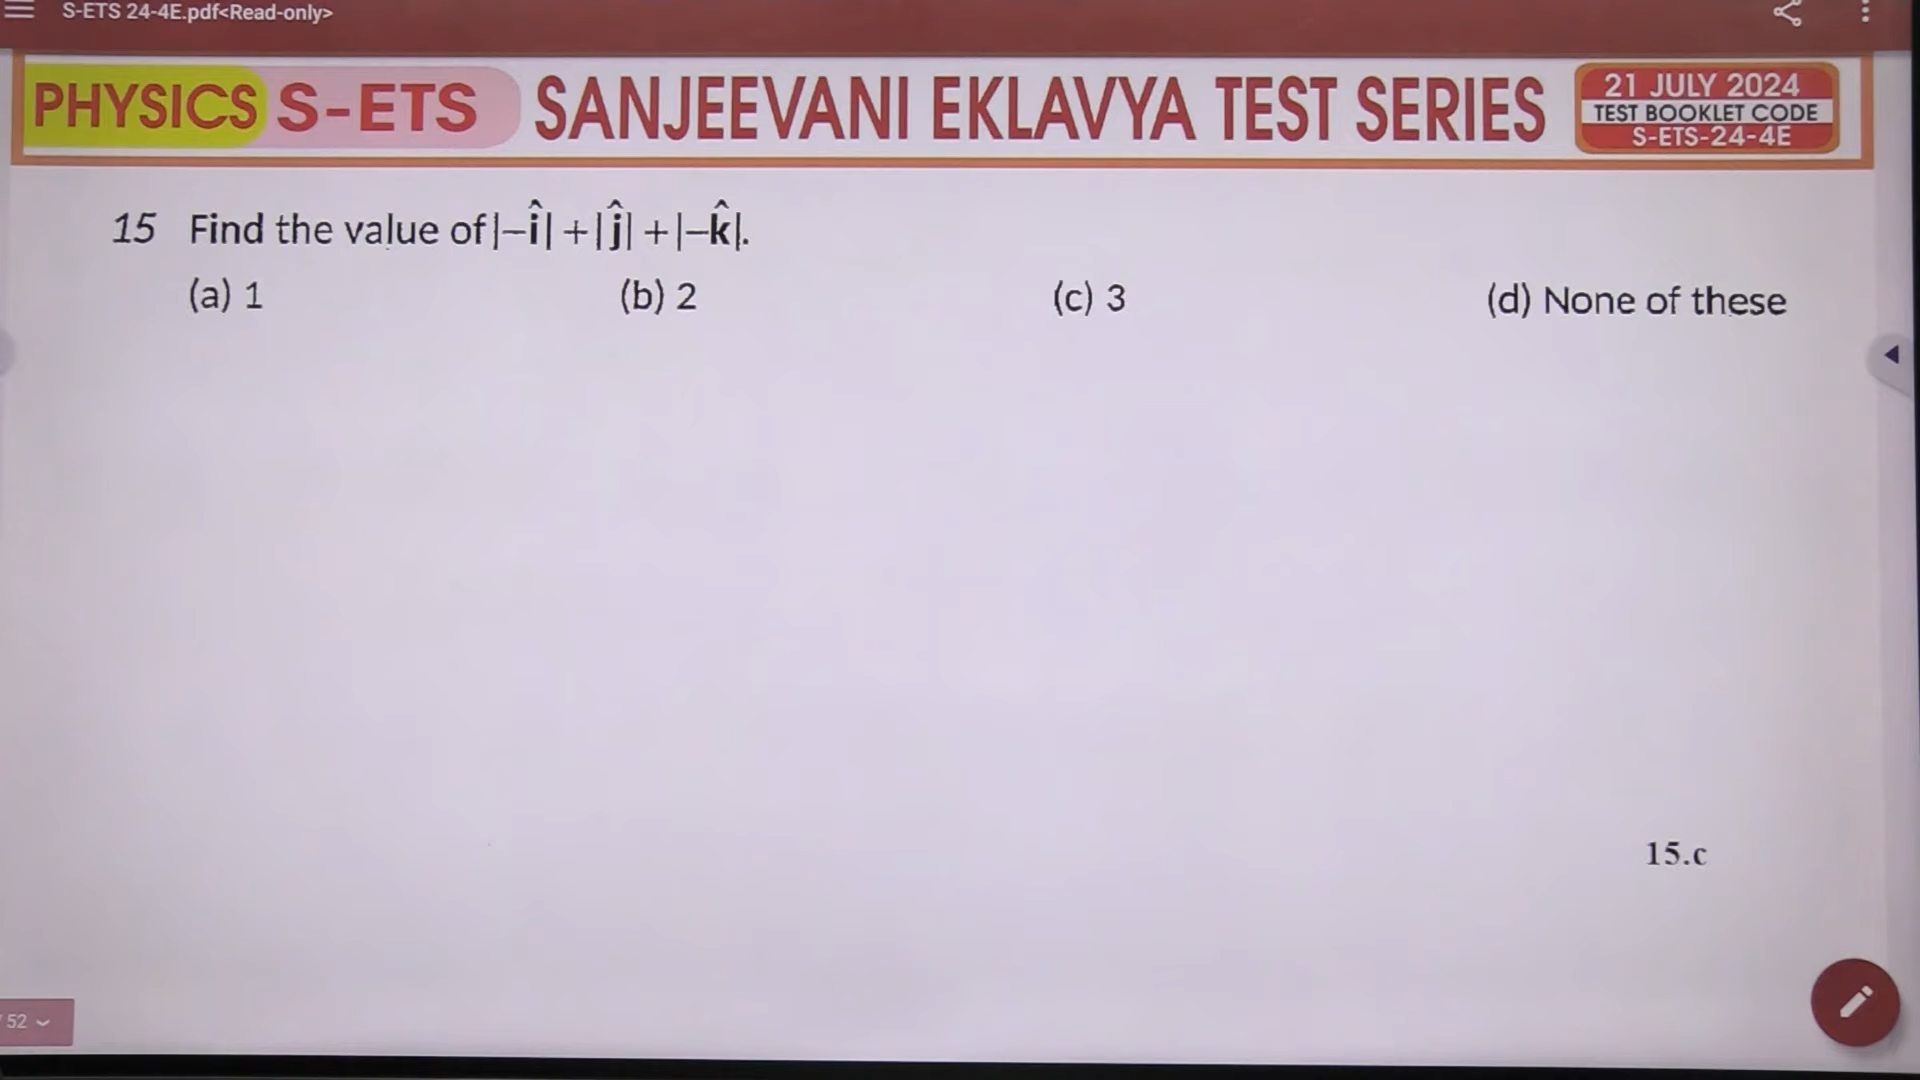 S-ETS 24-4E.pdf<Read-only>
PHYSICS S-ETS SANJEEVANI EKLAVYA TEST SERIES
21 JULY 2024
TEST BOOKLET CODE
S-ETS-24-4E
15 Find the value of |−î| + |ĵ| + |−k̂|.
(a) 1 (b) 2 (c) 3 (d) None of these
15.c
/ 52